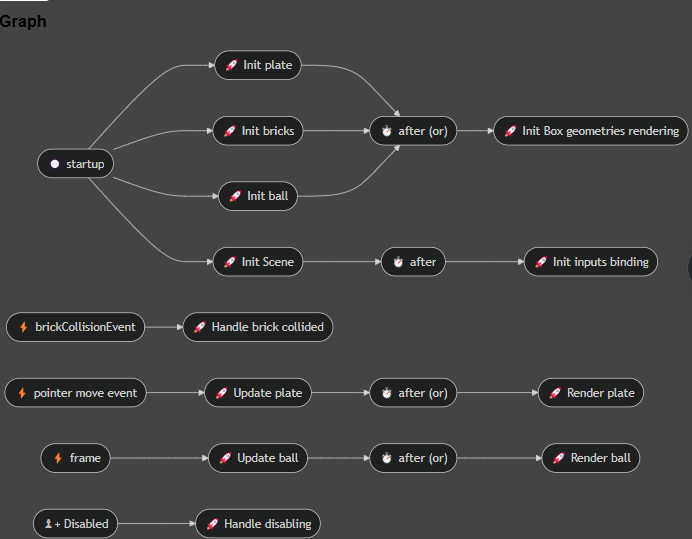 Graph
Init plate
Init bricks
after (or)
Init Box geometries rendering
startup
Init ball
Init Scene
after
Init inputs binding
brickCollisionEvent
Handle brick collided
pointer move event
Update plate
after (or)
Render plate
frame
Update ball
after (or)
Render ball
+ Disabled
Handle disabling